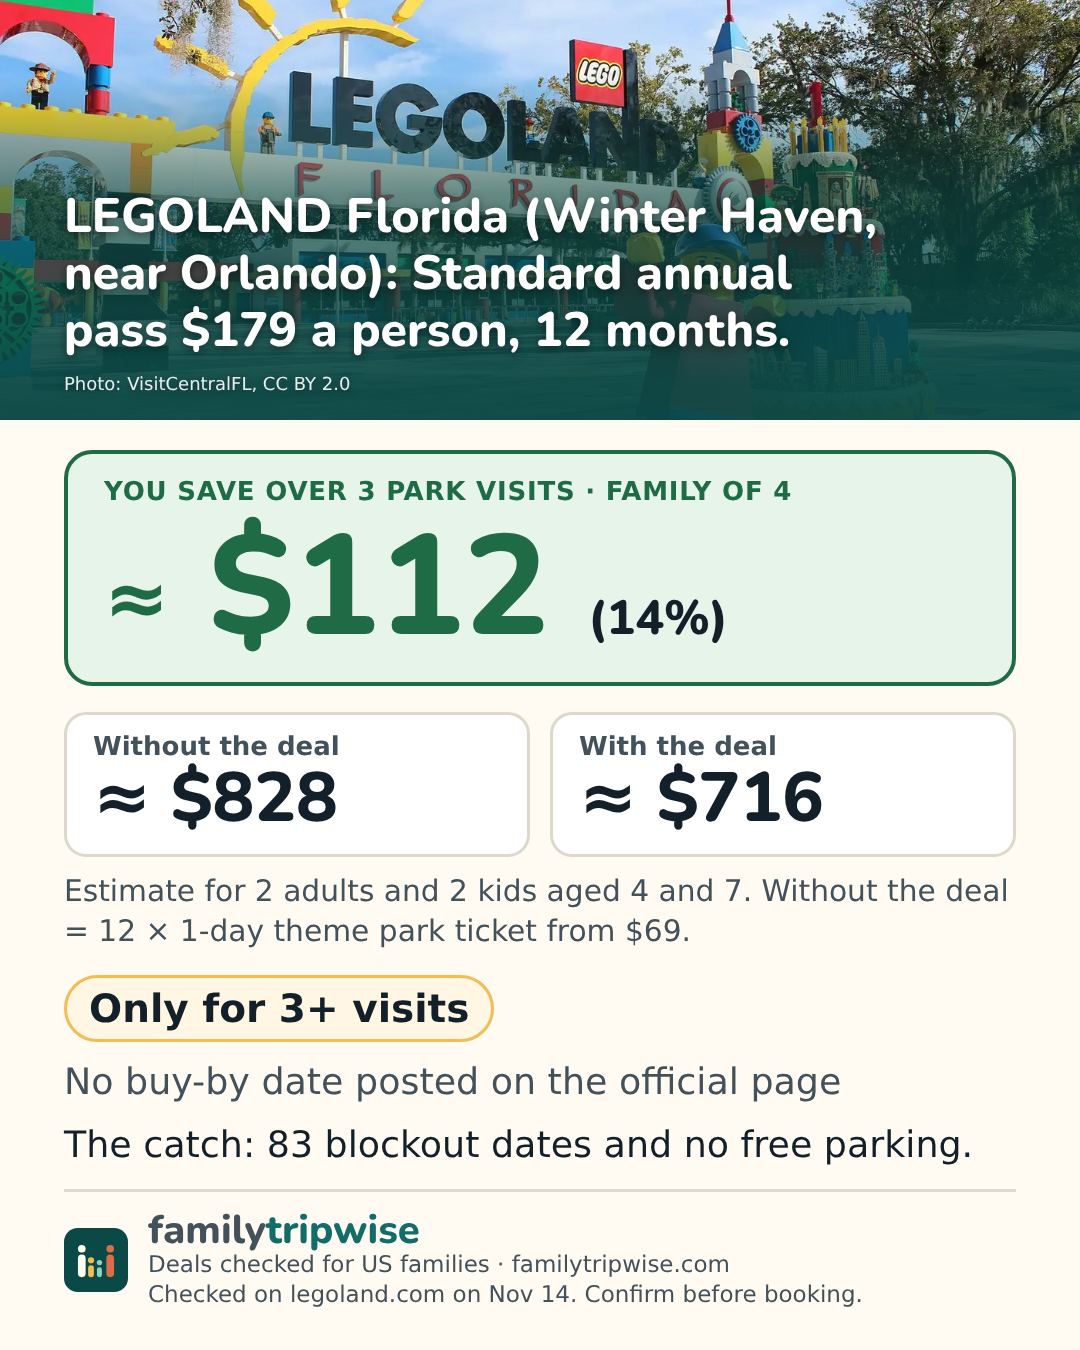 LEGO
LEGOLAND
FLORIDA
LEGOLAND Florida (Winter Haven,
near Orlando): Standard annual
pass $179 a person, 12 months.
Photo: VisitCentralFL, CC BY 2.0
YOU SAVE OVER 3 PARK VISITS · FAMILY OF 4
≈ $112 (14%)
Without the deal
≈ $828
With the deal
≈ $716
Estimate for 2 adults and 2 kids aged 4 and 7. Without the deal
= 12 × 1-day theme park ticket from $69.
Only for 3+ visits
No buy-by date posted on the official page
The catch: 83 blockout dates and no free parking.
familytripwise
Deals checked for US families · familytripwise.com
Checked on legoland.com on Nov 14. Confirm before booking.